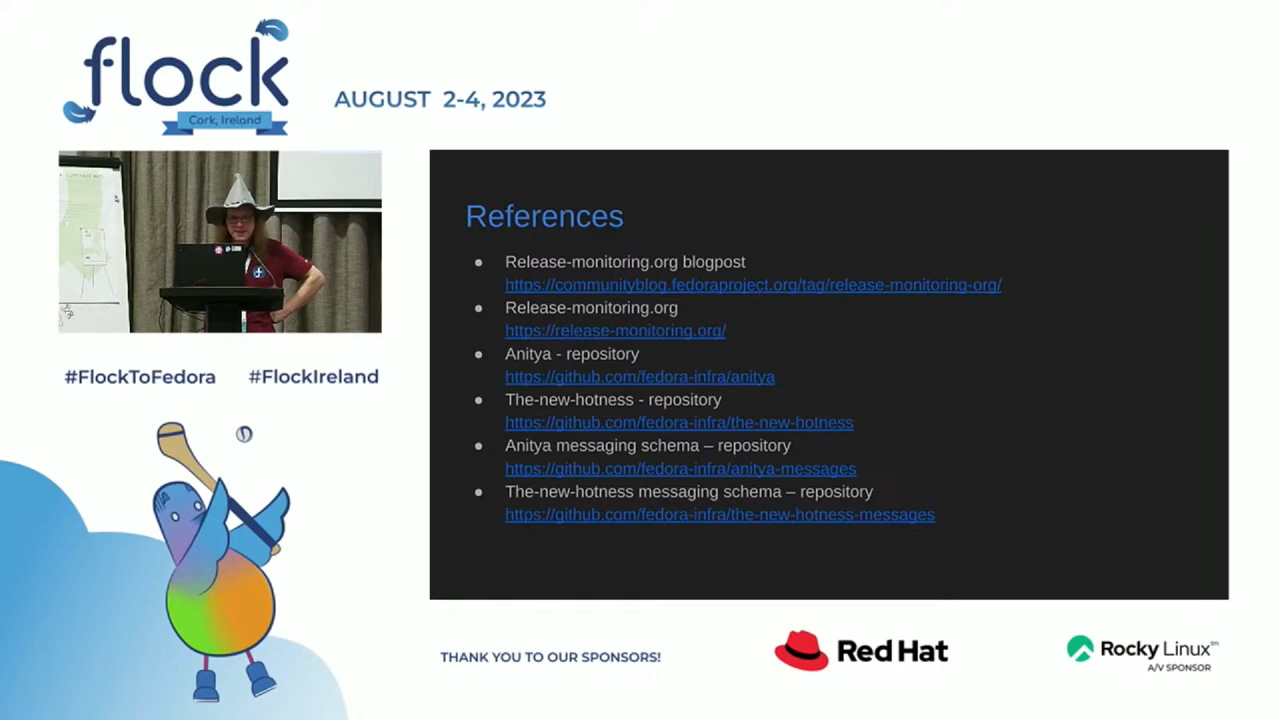 flock
Cork, Ireland
AUGUST 2-4, 2023
References
Release-monitoring.org blogpost
https://communityblog.fedoraproject.org/tag/release-monitoring-org/
Release-monitoring.org
https://release-monitoring.org/
Anitya - repository
https://github.com/fedora-infra/anitya
The-new-hotness - repository
https://github.com/fedora-infra/the-new-hotness
Anitya messaging schema – repository
https://github.com/fedora-infra/anitya-messages
The-new-hotness messaging schema – repository
https://github.com/fedora-infra/the-new-hotness-messages
#FlockToFedora #FlockIreland
THANK YOU TO OUR SPONSORS!
Red Hat
Rocky Linux™
A/V SPONSOR